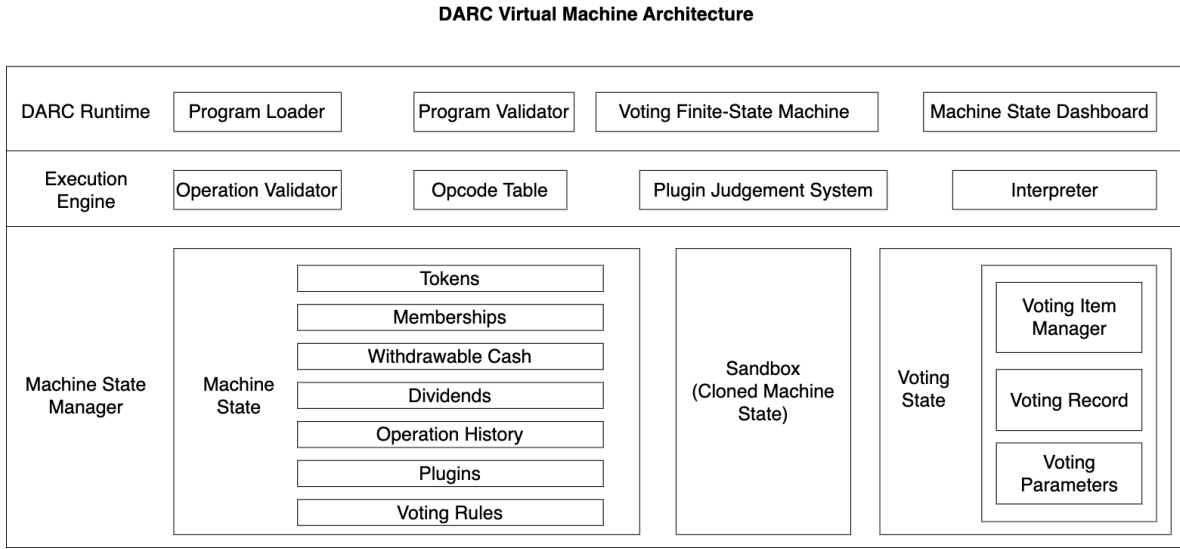 DARC Virtual Machine Architecture
DARC Runtime
Program Loader
Program Validator
Voting Finite-State Machine
Machine State Dashboard
Execution
Engine
Operation Validator
Opcode Table
Plugin Judgement System
Interpreter
Machine State
Manager
Machine
State
Tokens
Memberships
Withdrawable Cash
Dividends
Operation History
Plugins
Voting Rules
Sandbox
(Cloned Machine
State)
Voting
State
Voting Item
Manager
Voting Record
Voting
Parameters